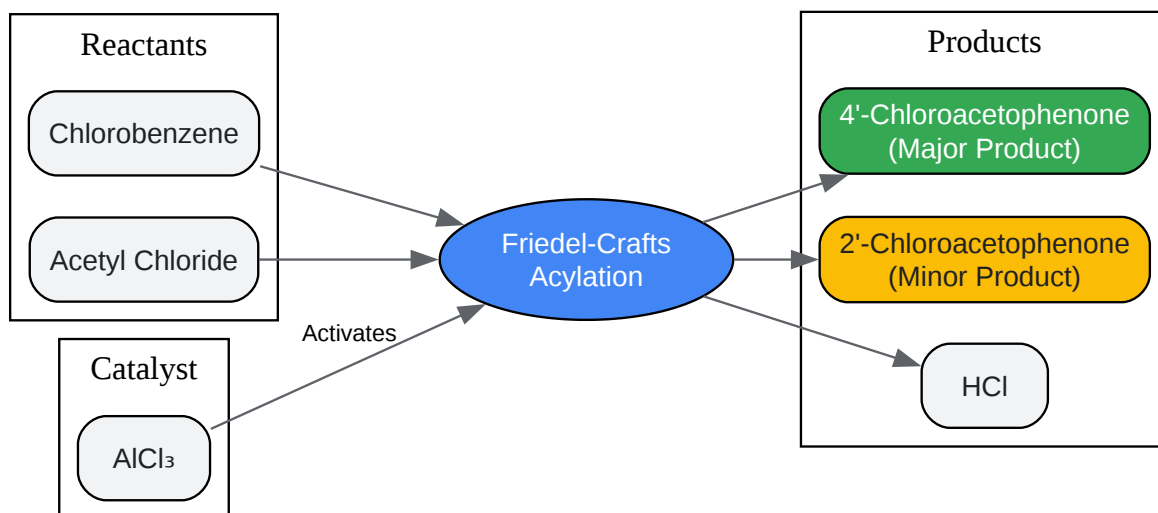 Reactants
Chlorobenzene
Acetyl Chloride
Catalyst
AlCl₃
Activates
Friedel-Crafts
Acylation
Products
4'-Chloroacetophenone
(Major Product)
2'-Chloroacetophenone
(Minor Product)
HCl